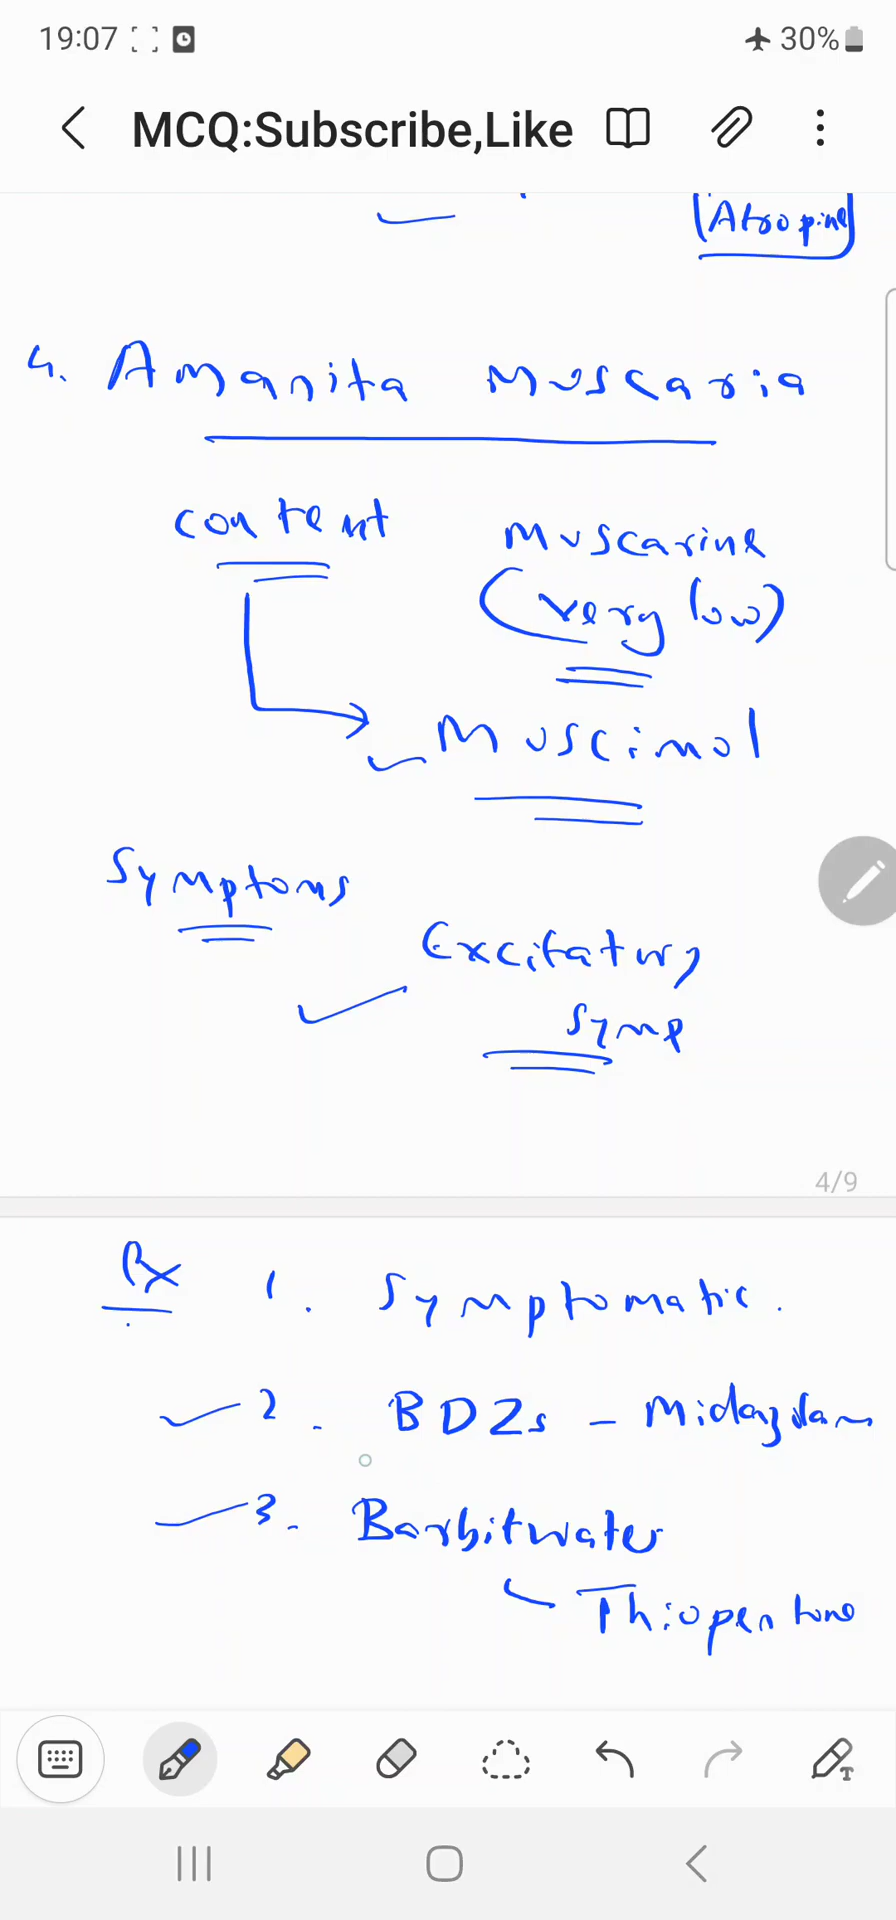 19:07
30%
MCQ:Subscribe,Like
(Atropine)
4. Amanita Muscaria
content
Muscarine
(very low)
Muscimol
Symptoms
Excitatory
Symp
4/9
Rx 1. Symptomatic.
2. BDZs - Midazolam
3. Barbiturates
Thiopentone